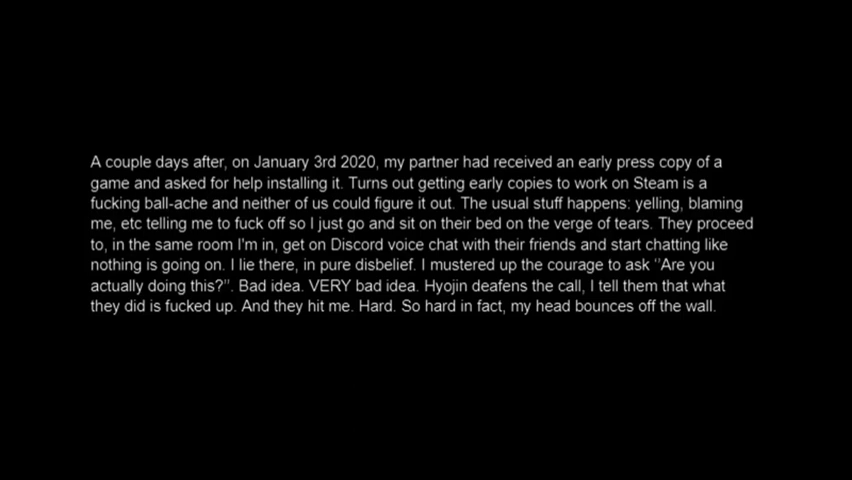 A couple days after, on January 3rd 2020, my partner had received an early press copy of a
game and asked for help installing it. Turns out getting early copies to work on Steam is a
fucking ball-ache and neither of us could figure it out. The usual stuff happens: yelling, blaming
me, etc telling me to fuck off so I just go and sit on their bed on the verge of tears. They proceed
to, in the same room I'm in, get on Discord voice chat with their friends and start chatting like
nothing is going on. I lie there, in pure disbelief. I mustered up the courage to ask ‘’Are you
actually doing this?’’. Bad idea. VERY bad idea. Hyojin deafens the call, I tell them that what
they did is fucked up. And they hit me. Hard. So hard in fact, my head bounces off the wall.